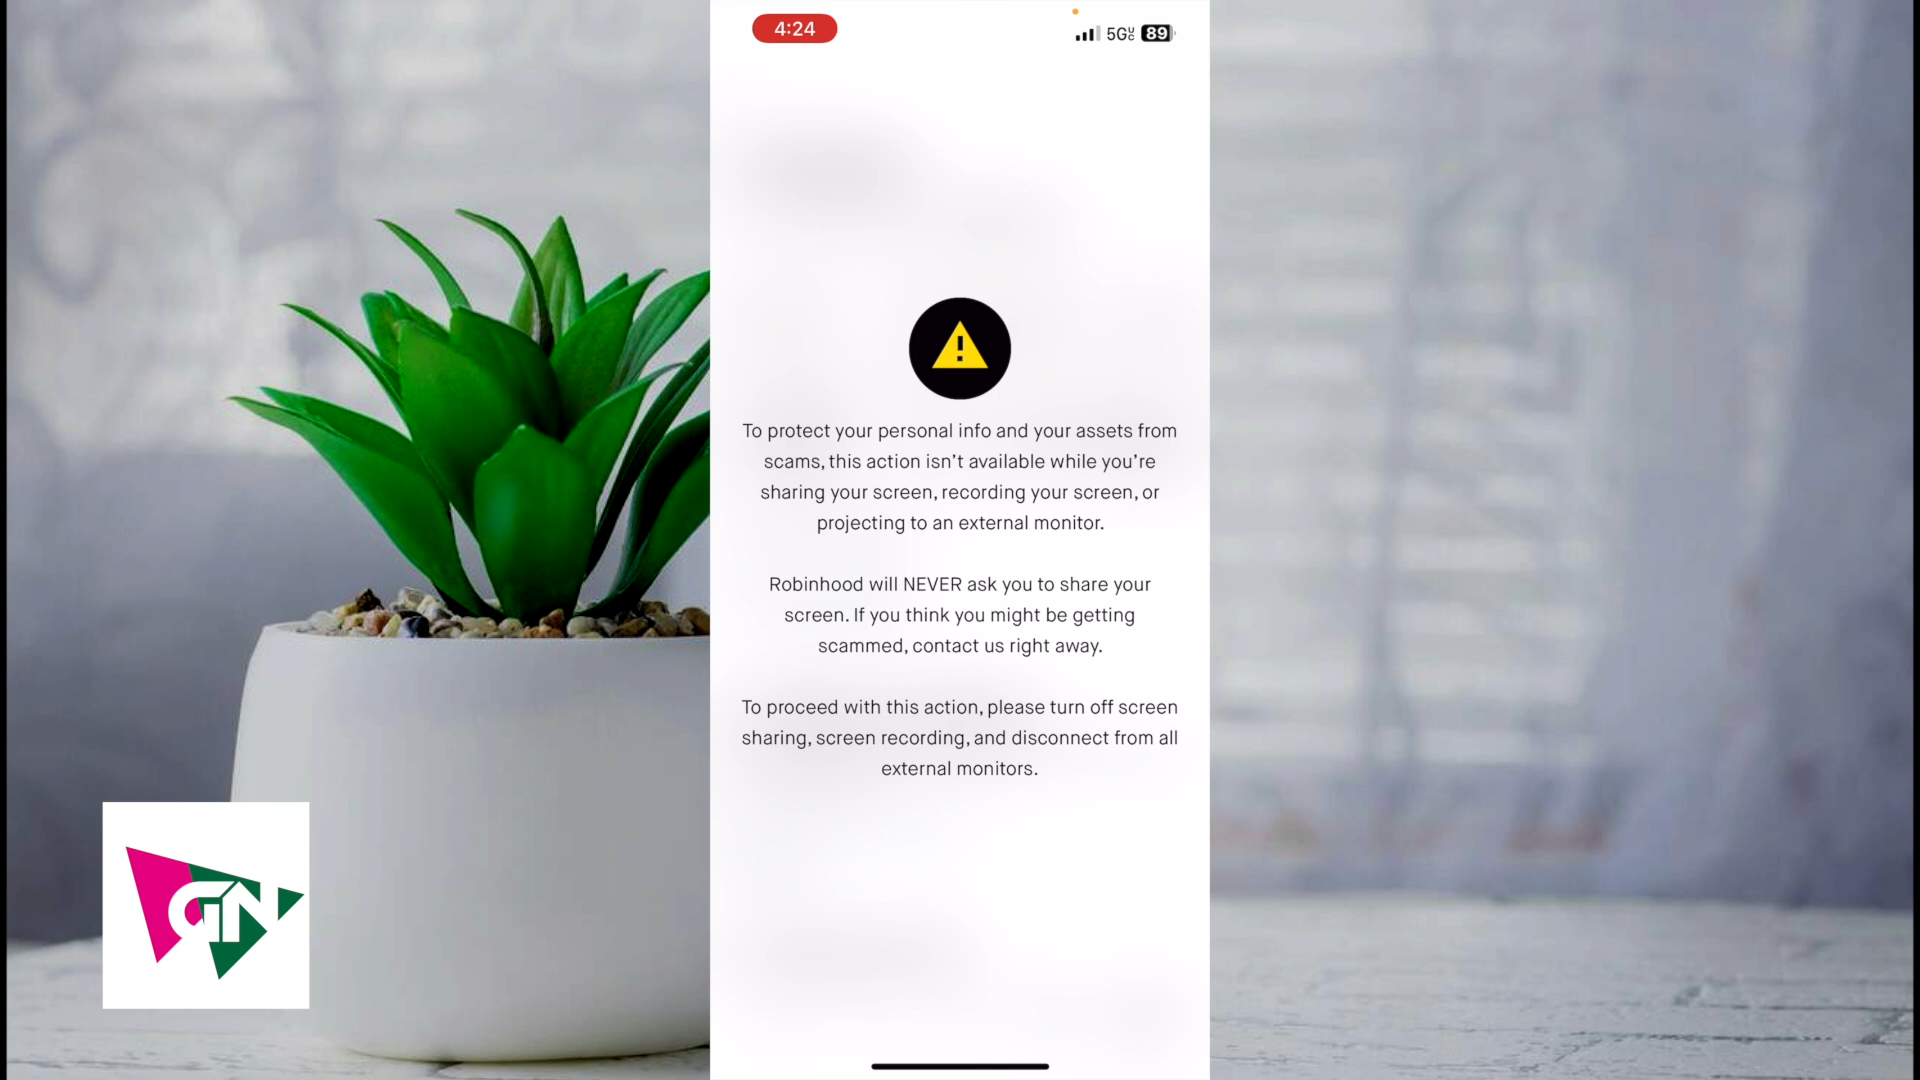 4:24
5G UC 89
To protect your personal info and your assets from
scams, this action isn't available while you're
sharing your screen, recording your screen, or
projecting to an external monitor.
Robinhood will NEVER ask you to share your
screen. If you think you might be getting
scammed, contact us right away.
To proceed with this action, please turn off screen
sharing, screen recording, and disconnect from all
external monitors.